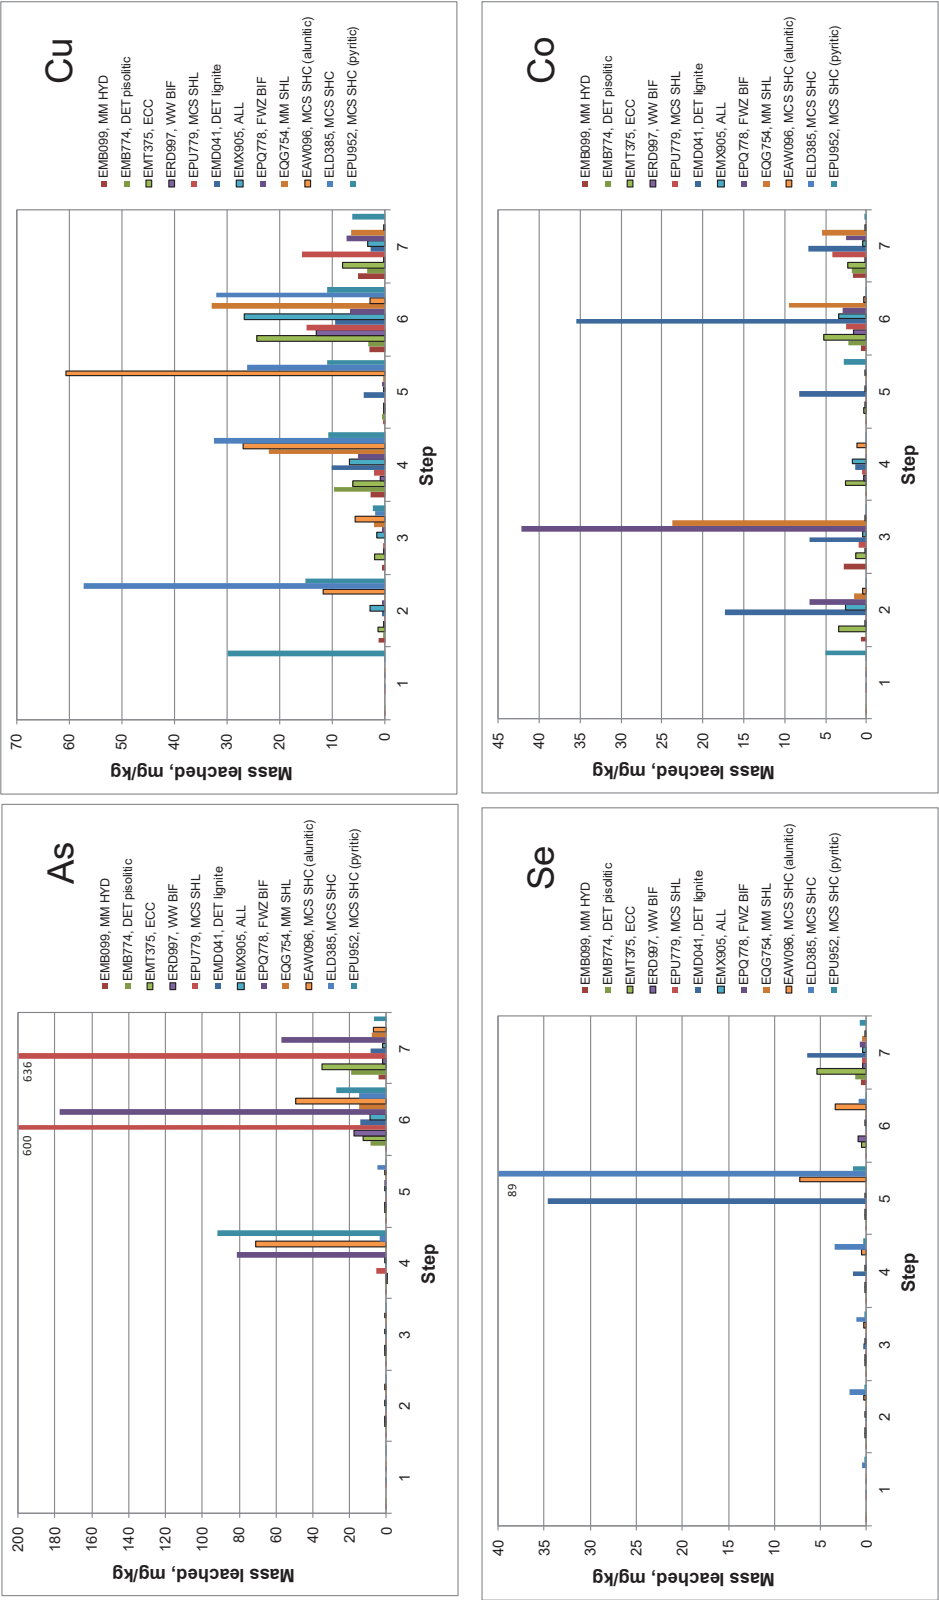 As
Mass leached, mg/kg
200
180
160
140
120
100
80
60
40
20
0
600
636
1 2 3 4 5 6 7
Step
EMB099, MM HYD
EMB774, DET pisolitic
EMT375, ECC
ERD997, WW BIF
EPU779, MCS SHL
EMD041, DET lignite
EMX905, ALL
EPQ778, FWZ BIF
EQG754, MM SHL
EAW096, MCS SHC (alunitic)
ELD385, MCS SHC
EPU952, MCS SHC (pyritic)
Cu
Mass leached, mg/kg
70
60
50
40
30
20
10
0
1 2 3 4 5 6 7
Step
EMB099, MM HYD
EMB774, DET pisolitic
EMT375, ECC
ERD997, WW BIF
EPU779, MCS SHL
EMD041, DET lignite
EMX905, ALL
EPQ778, FWZ BIF
EQG754, MM SHL
EAW096, MCS SHC (alunitic)
ELD385, MCS SHC
EPU952, MCS SHC (pyritic)
Se
Mass leached, mg/kg
40
35
30
25
20
15
10
5
0
89
1 2 3 4 5 6 7
Step
EMB099, MM HYD
EMB774, DET pisolitic
EMT375, ECC
ERD997, WW BIF
EPU779, MCS SHL
EMD041, DET lignite
EMX905, ALL
EPQ778, FWZ BIF
EQG754, MM SHL
EAW096, MCS SHC (alunitic)
ELD385, MCS SHC
EPU952, MCS SHC (pyritic)
Co
Mass leached, mg/kg
45
40
35
30
25
20
15
10
5
0
1 2 3 4 5 6 7
Step
EMB099, MM HYD
EMB774, DET pisolitic
EMT375, ECC
ERD997, WW BIF
EPU779, MCS SHL
EMD041, DET lignite
EMX905, ALL
EPQ778, FWZ BIF
EQG754, MM SHL
EAW096, MCS SHC (alunitic)
ELD385, MCS SHC
EPU952, MCS SHC (pyritic)